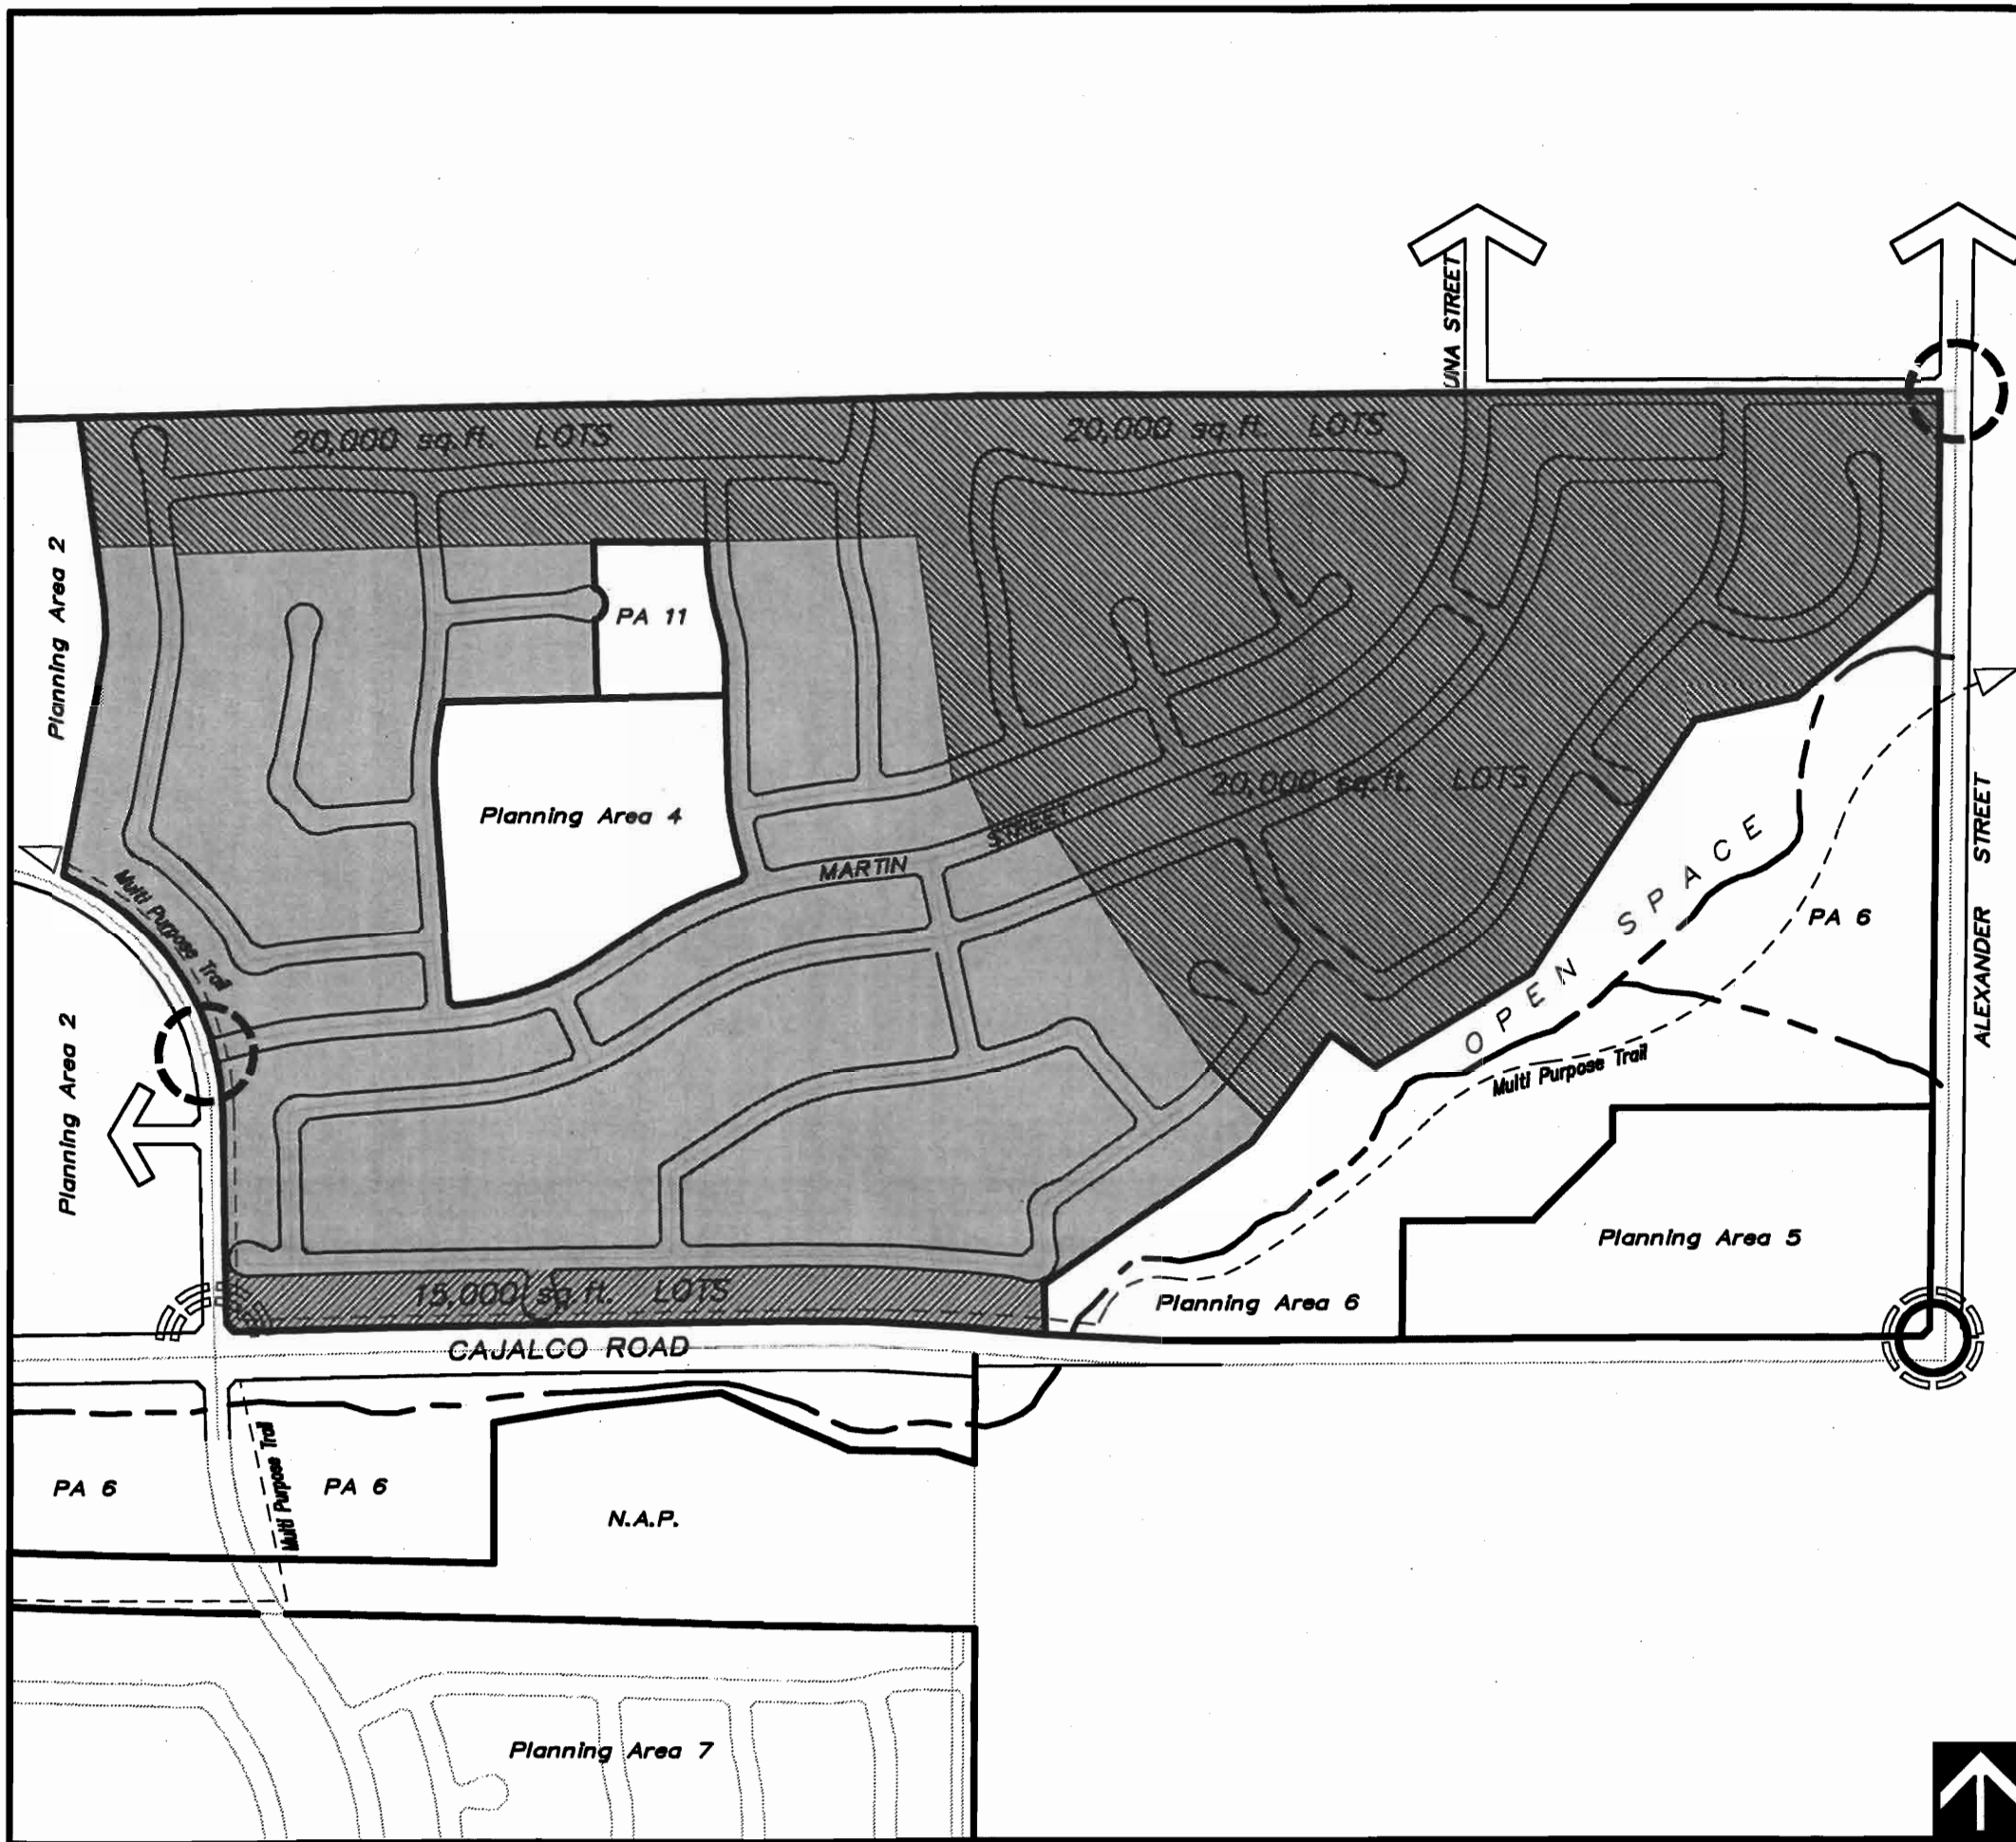 UNA STREET
20,000 sq.ft. LOTS
20,000 sq.ft. LOTS
Planning Area 2
PA 11
20,000 sq.ft. LOTS
Planning Area 4
MARTIN STREET
Multi Purpose Trail
OPEN SPACE
PA 6
ALEXANDER STREET
Planning Area 2
Multi Purpose Trail
Planning Area 5
15,000 sq.ft. LOTS
Planning Area 6
CAJALCO ROAD
PA 6
Multi Purpose Trail
PA 6
N.A.P.
Planning Area 7